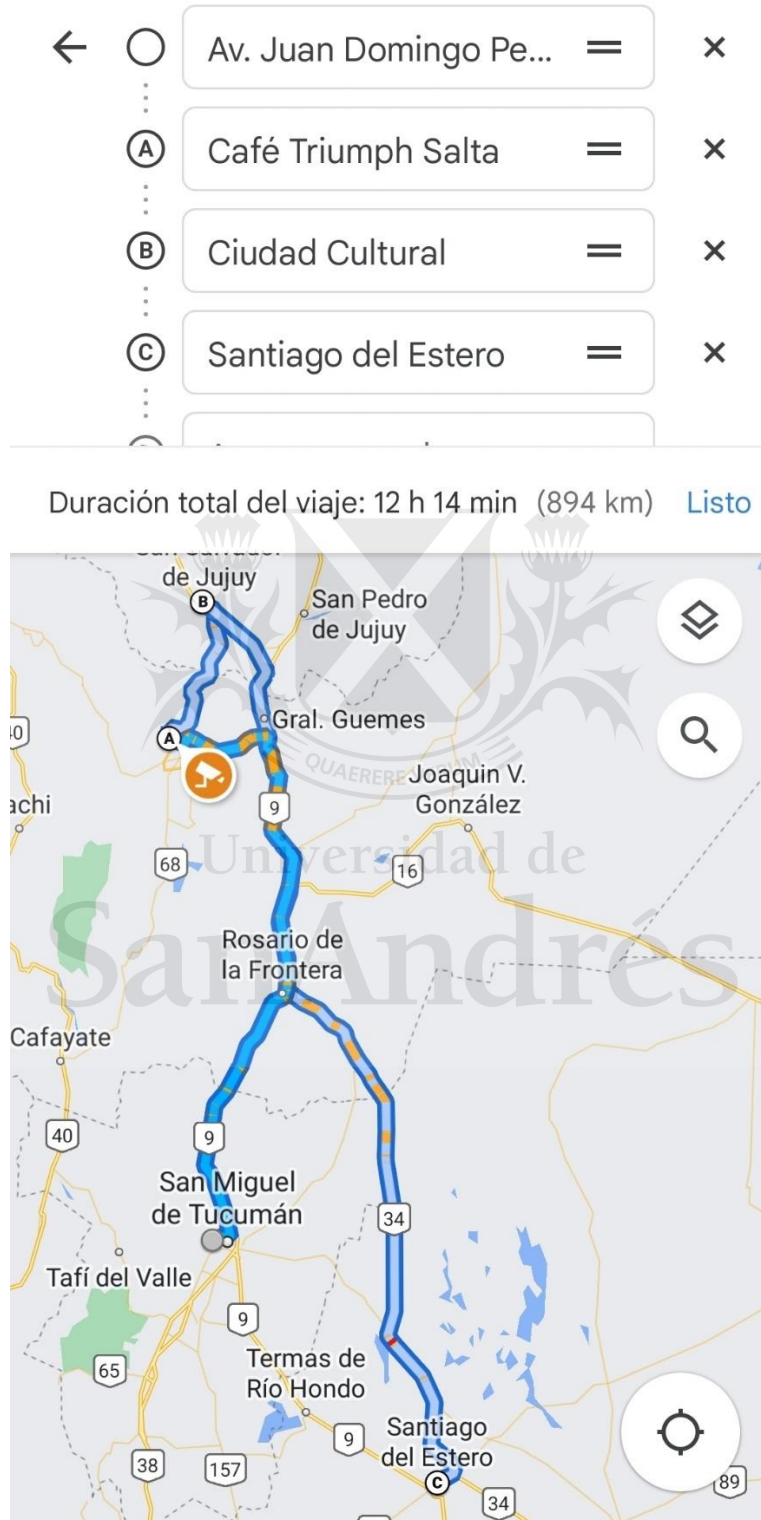 Av. Juan Domingo Pe...
A
Café Triumph Salta
B
Ciudad Cultural
C
Santiago del Estero
Duración total del viaje: 12 h 14 min (894 km)
Listo
de Jujuy
B
San Pedro
de Jujuy
Gral. Guemes
A
40
QUAERERE
Joaquin V.
González
achi
9
68
16
Universidad de
SanAndrés
Rosario de
la Frontera
Cafayate
40
9
San Miguel
de Tucumán
34
Tafí del Valle
9
65
Termas de
Río Hondo
9
Santiago
del Estero
C
38
157
34
89